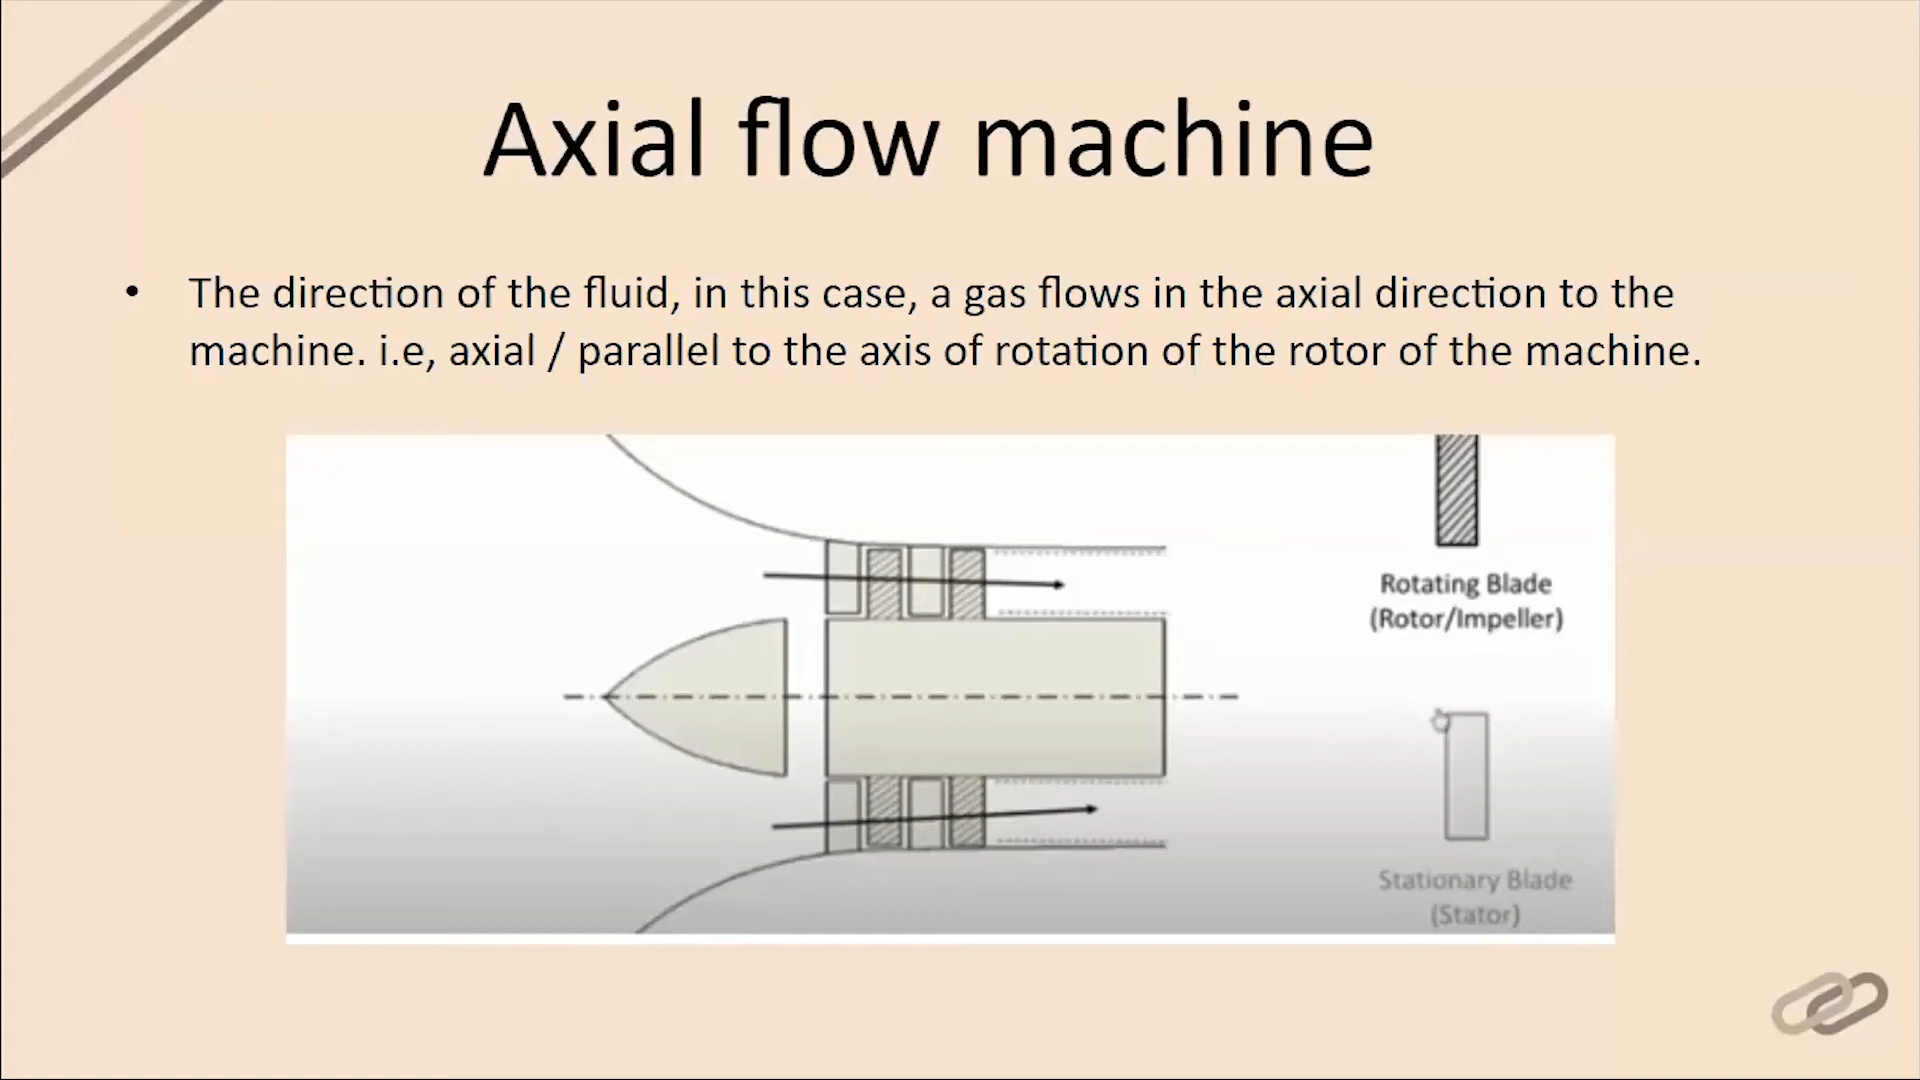 Axial flow machine
• The direction of the fluid, in this case, a gas flows in the axial direction to the
machine. i.e, axial / parallel to the axis of rotation of the rotor of the machine.
Rotating Blade
(Rotor/Impeller)
Stationary Blade
(Stator)